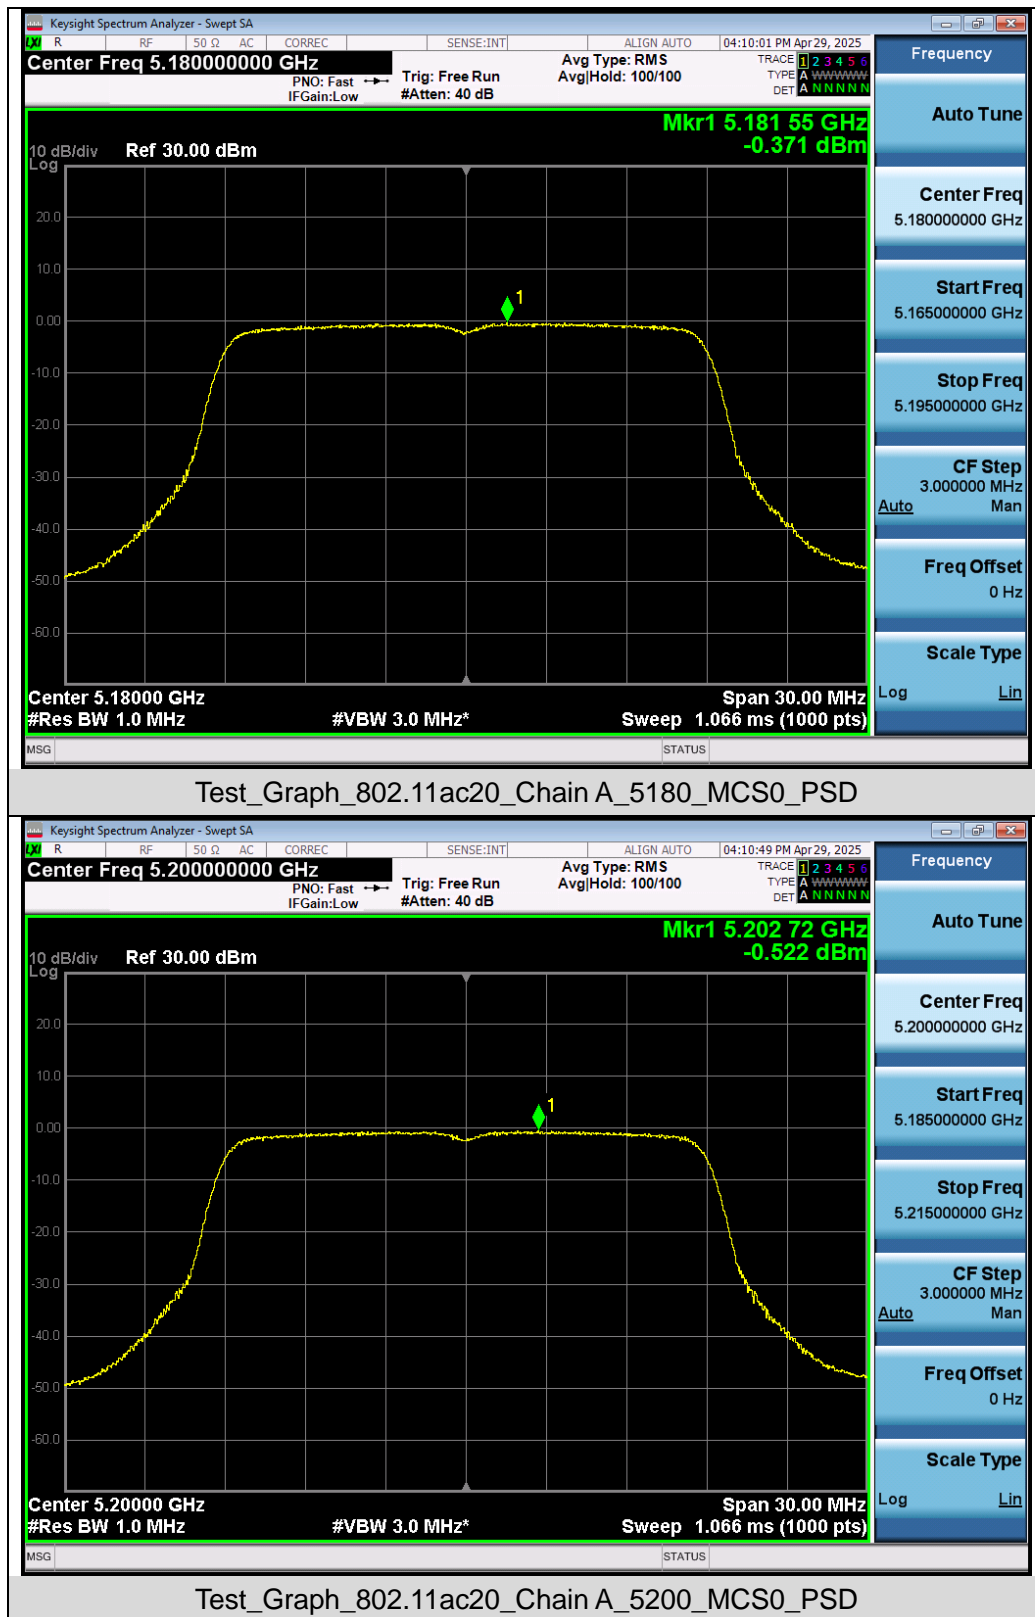 Keysight Spectrum Analyzer - Swept SA
LXI R RF 50 Ω AC CORREC SENSE:INT ALIGN AUTO 04:10:01 PM Apr 29, 2025
Center Freq 5.180000000 GHz
PNO: Fast
IFGain:Low
Trig: Free Run
#Atten: 40 dB
Avg Type: RMS
Avg|Hold: 100/100
TRACE 1 2 3 4 5 6
TYPE A WWWWW
DET A N N N N N
Mkr1 5.181 55 GHz
-0.371 dBm
10 dB/div Ref 30.00 dBm
Log
20.0
10.0
0.00
-10.0
-20.0
-30.0
-40.0
-50.0
-60.0
1
Center 5.18000 GHz Span 30.00 MHz
#Res BW 1.0 MHz #VBW 3.0 MHz* Sweep 1.066 ms (1000 pts)
MSG STATUS
Frequency
Auto Tune
Center Freq
5.180000000 GHz
Start Freq
5.165000000 GHz
Stop Freq
5.195000000 GHz
CF Step
3.000000 MHz
Auto Man
Freq Offset
0 Hz
Scale Type
Log Lin
Test_Graph_802.11ac20_Chain A_5180_MCS0_PSD
Keysight Spectrum Analyzer - Swept SA
LXI R RF 50 Ω AC CORREC SENSE:INT ALIGN AUTO 04:10:49 PM Apr 29, 2025
Center Freq 5.200000000 GHz
PNO: Fast
IFGain:Low
Trig: Free Run
#Atten: 40 dB
Avg Type: RMS
Avg|Hold: 100/100
TRACE 1 2 3 4 5 6
TYPE A WWWWW
DET A N N N N N
Mkr1 5.202 72 GHz
-0.522 dBm
10 dB/div Ref 30.00 dBm
Log
20.0
10.0
0.00
-10.0
-20.0
-30.0
-40.0
-50.0
-60.0
1
Center 5.20000 GHz Span 30.00 MHz
#Res BW 1.0 MHz #VBW 3.0 MHz* Sweep 1.066 ms (1000 pts)
MSG STATUS
Frequency
Auto Tune
Center Freq
5.200000000 GHz
Start Freq
5.185000000 GHz
Stop Freq
5.215000000 GHz
CF Step
3.000000 MHz
Auto Man
Freq Offset
0 Hz
Scale Type
Log Lin
Test_Graph_802.11ac20_Chain A_5200_MCS0_PSD